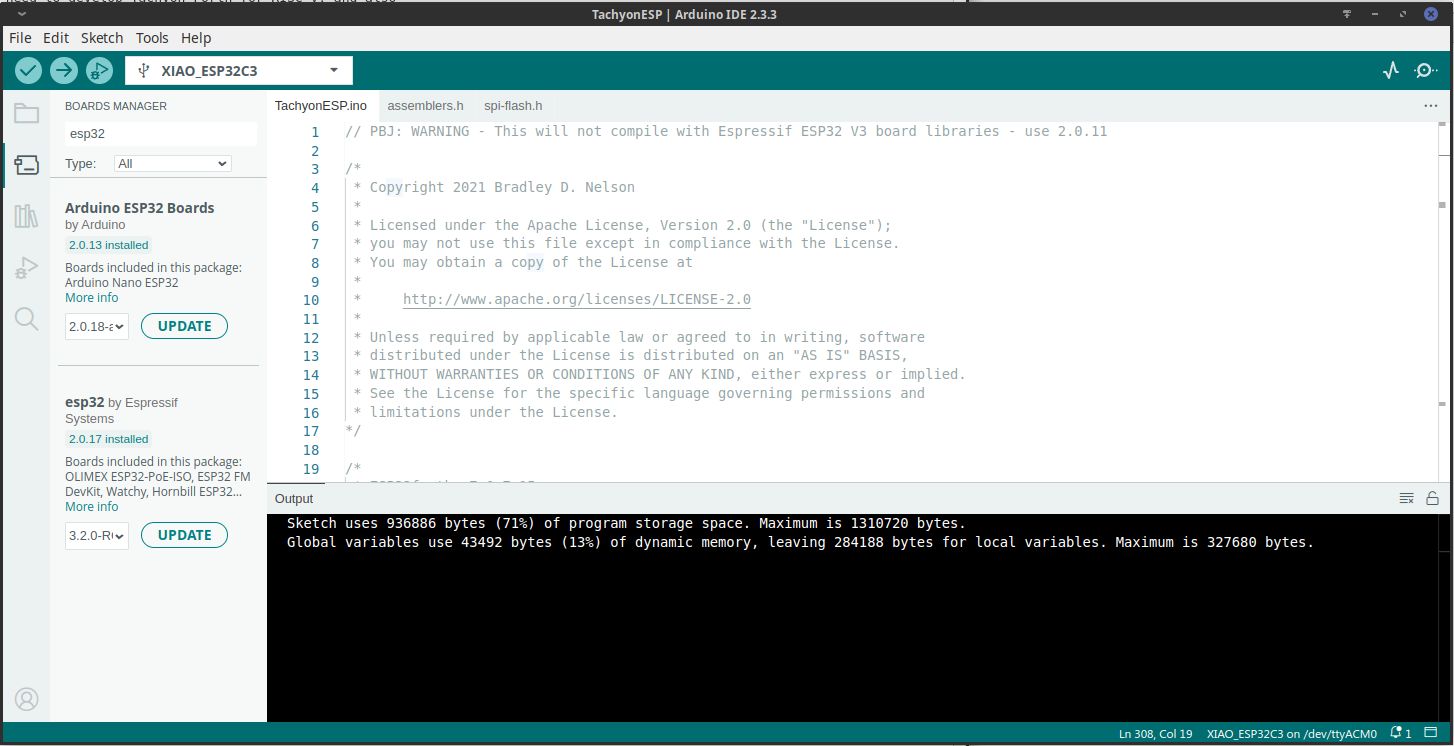 TachyonESP | Arduino IDE 2.3.3
File Edit Sketch Tools Help
XIAO_ESP32C3
BOARDS MANAGER
esp32
Type: All
Arduino ESP32 Boards
by Arduino
2.0.13 installed
Boards included in this package:
Arduino Nano ESP32
More info
2.0.18-a UPDATE
esp32 by Espressif
Systems
2.0.17 installed
Boards included in this package:
OLIMEX ESP32-PoE-ISO, ESP32 FM
DevKit, Watchy, Hornbill ESP32...
More info
3.2.0-R UPDATE
TachyonESP.ino assemblers.h spi-flash.h
1 // PBJ: WARNING - This will not compile with Espressif ESP32 V3 board libraries - use 2.0.11
2
3 /*
4 * Copyright 2021 Bradley D. Nelson
5 *
6 * Licensed under the Apache License, Version 2.0 (the "License");
7 * you may not use this file except in compliance with the License.
8 * You may obtain a copy of the License at
9 *
10 * http://www.apache.org/licenses/LICENSE-2.0
11 *
12 * Unless required by applicable law or agreed to in writing, software
13 * distributed under the License is distributed on an "AS IS" BASIS,
14 * WITHOUT WARRANTIES OR CONDITIONS OF ANY KIND, either express or implied.
15 * See the License for the specific language governing permissions and
16 * limitations under the License.
17 */
18
19 /*
Output
Sketch uses 936886 bytes (71%) of program storage space. Maximum is 1310720 bytes.
Global variables use 43492 bytes (13%) of dynamic memory, leaving 284188 bytes for local variables. Maximum is 327680 bytes.
Ln 308, Col 19 XIAO_ESP32C3 on /dev/ttyACM0 1